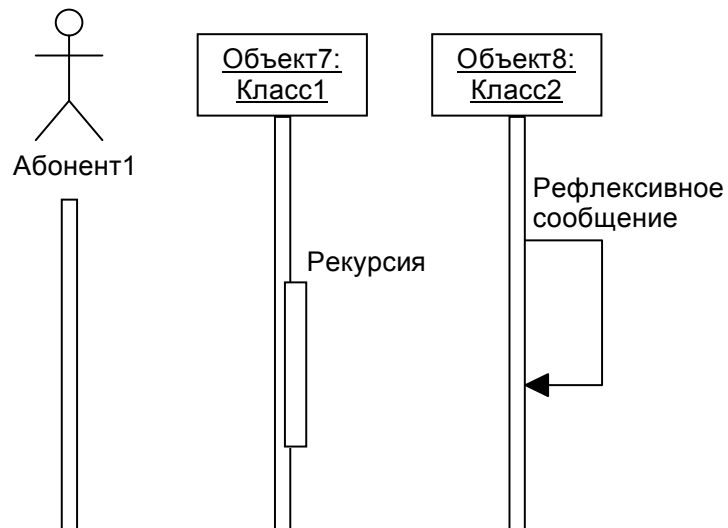 Объект7:
Класс1
Объект8:
Класс2
Абонент1
Рефлексивное
сообщение
Рекурсия